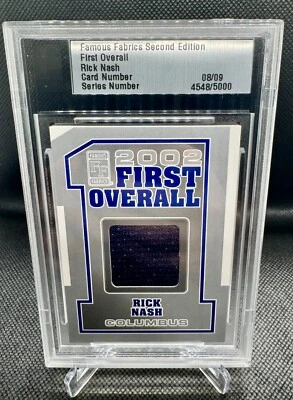 Famous Fabrics Second Edition
First Overall
Rick Nash
Card Number 08/09
Series Number 4548/5000
2002
FIRST
OVERALL
RICK
NASH
COLUMBUS